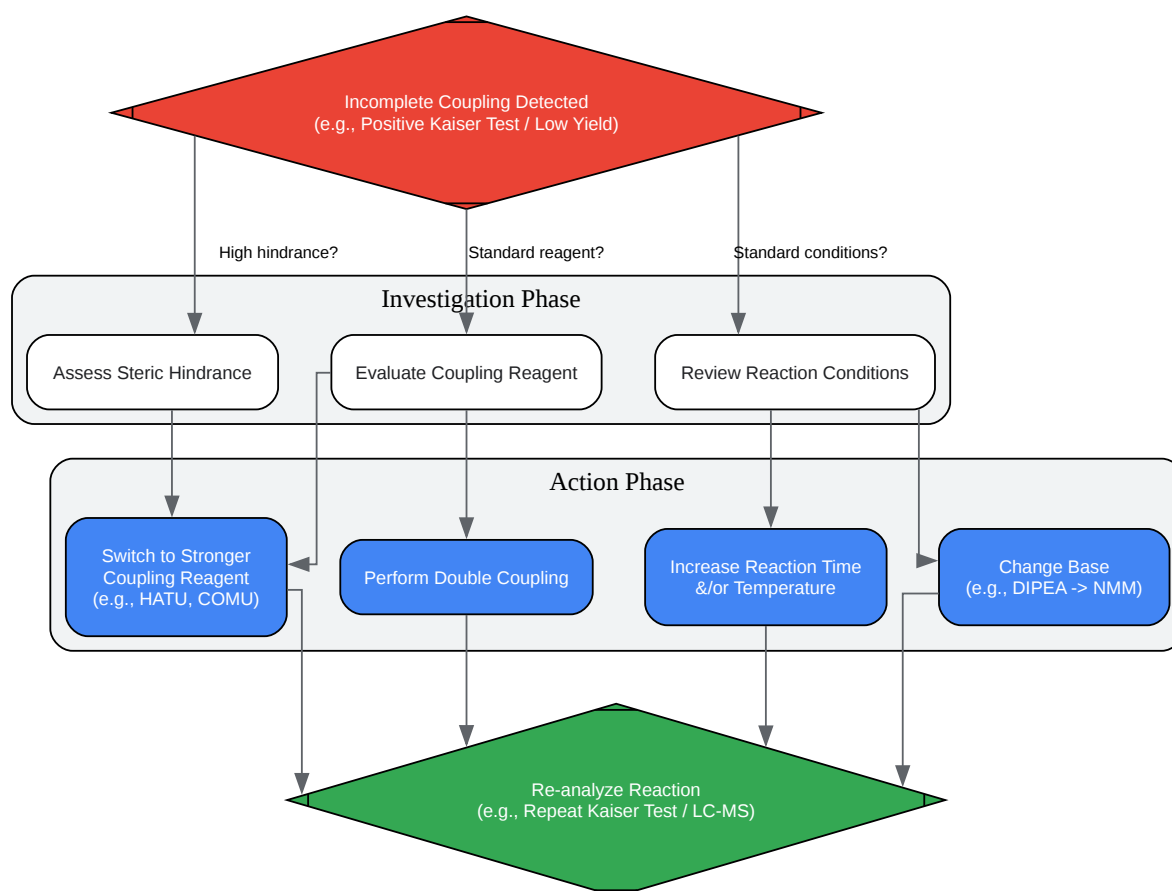 Incomplete Coupling Detected
(e.g., Positive Kaiser Test / Low Yield)
High hindrance?
Standard reagent?
Standard conditions?
Investigation Phase
Assess Steric Hindrance
Evaluate Coupling Reagent
Review Reaction Conditions
Action Phase
Switch to Stronger
Coupling Reagent
(e.g., HATU, COMU)
Perform Double Coupling
Increase Reaction Time
&/or Temperature
Change Base
(e.g., DIPEA -> NMM)
Re-analyze Reaction
(e.g., Repeat Kaiser Test / LC-MS)